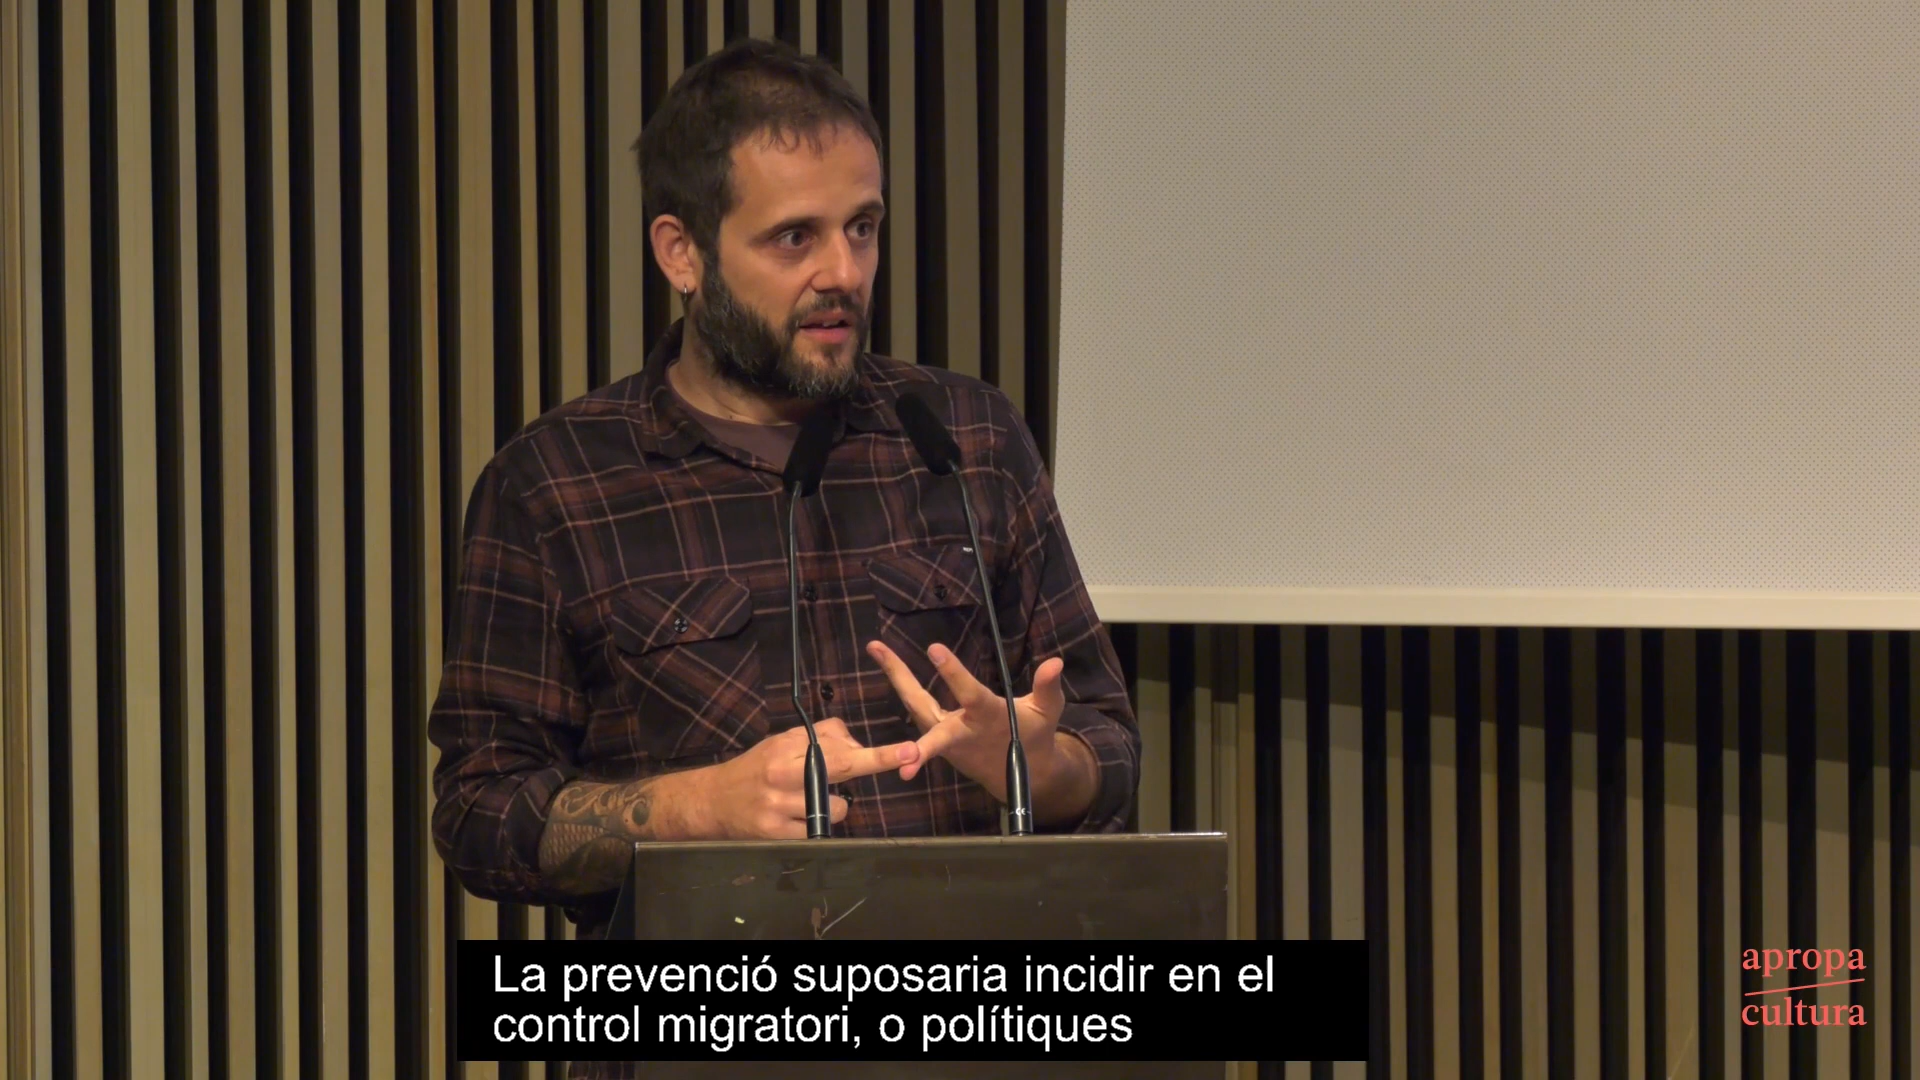 La prevenció suposaria incidir en el
control migratori, o polítiques
apropa
cultura